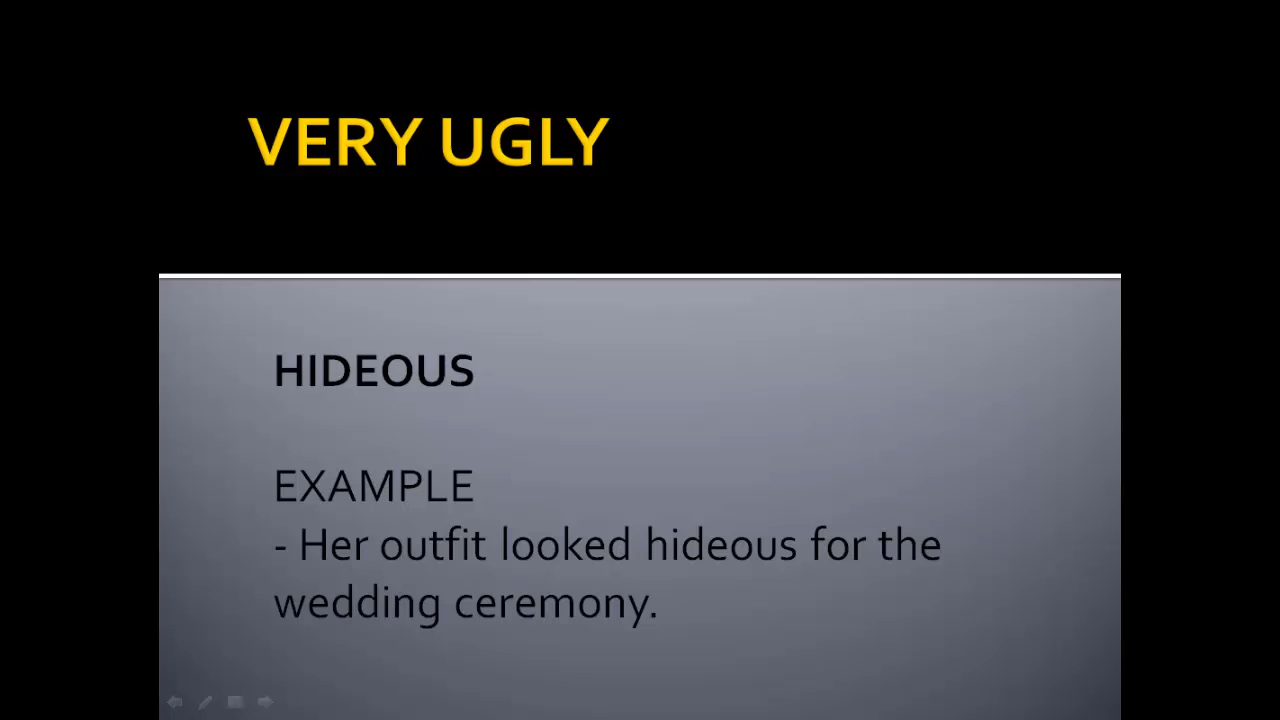 VERY UGLY
HIDEOUS
EXAMPLE
- Her outfit looked hideous for the
wedding ceremony.